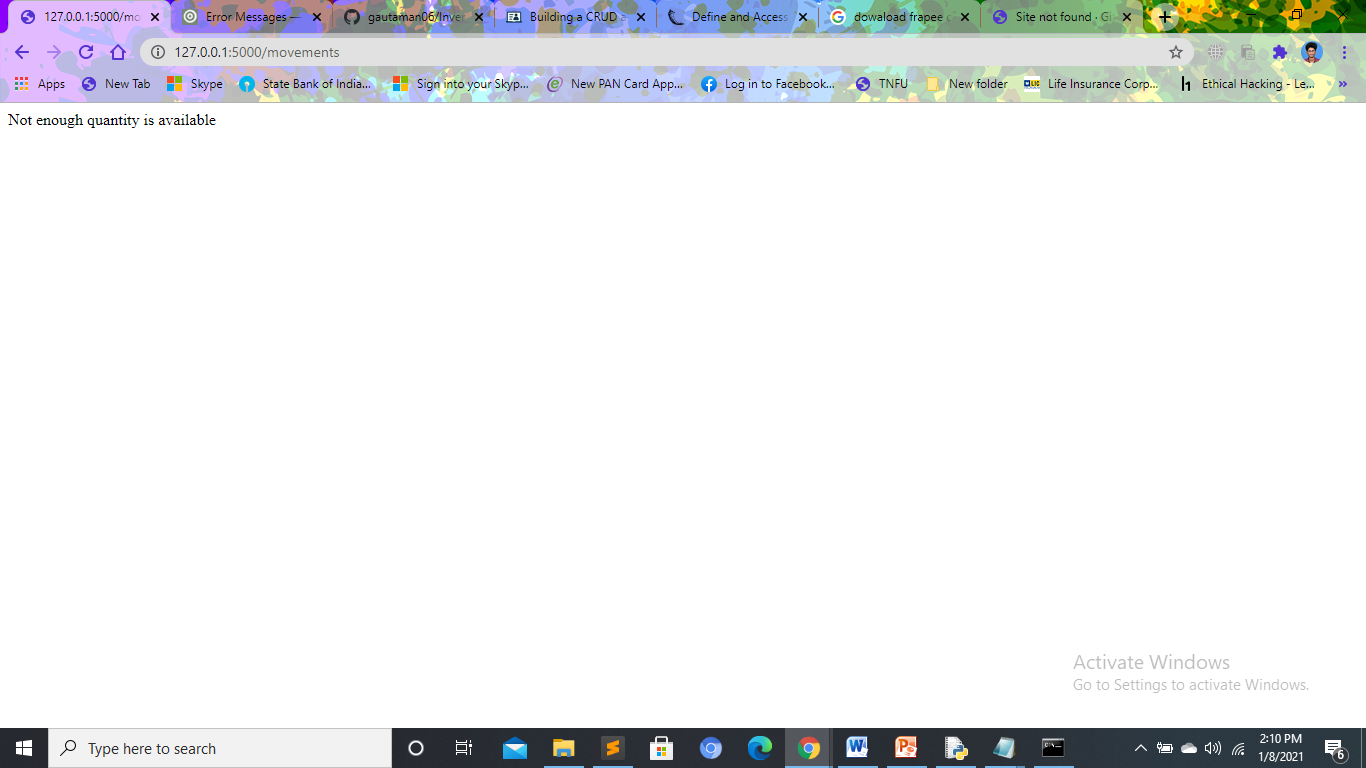 127.0.0.1:5000/mo
Error Messages —
gautaman06/Inver
Building a CRUD a
Define and Access
dowaload frapee c
Site not found · Gi
127.0.0.1:5000/movements
Apps
New Tab
Skype
State Bank of India...
Sign into your Skyp...
New PAN Card App...
Log in to Facebook...
TNFU
New folder
Life Insurance Corp...
Ethical Hacking - Le...
»
Not enough quantity is available
Activate Windows
Go to Settings to activate Windows.
Type here to search
2:10 PM
1/8/2021
6